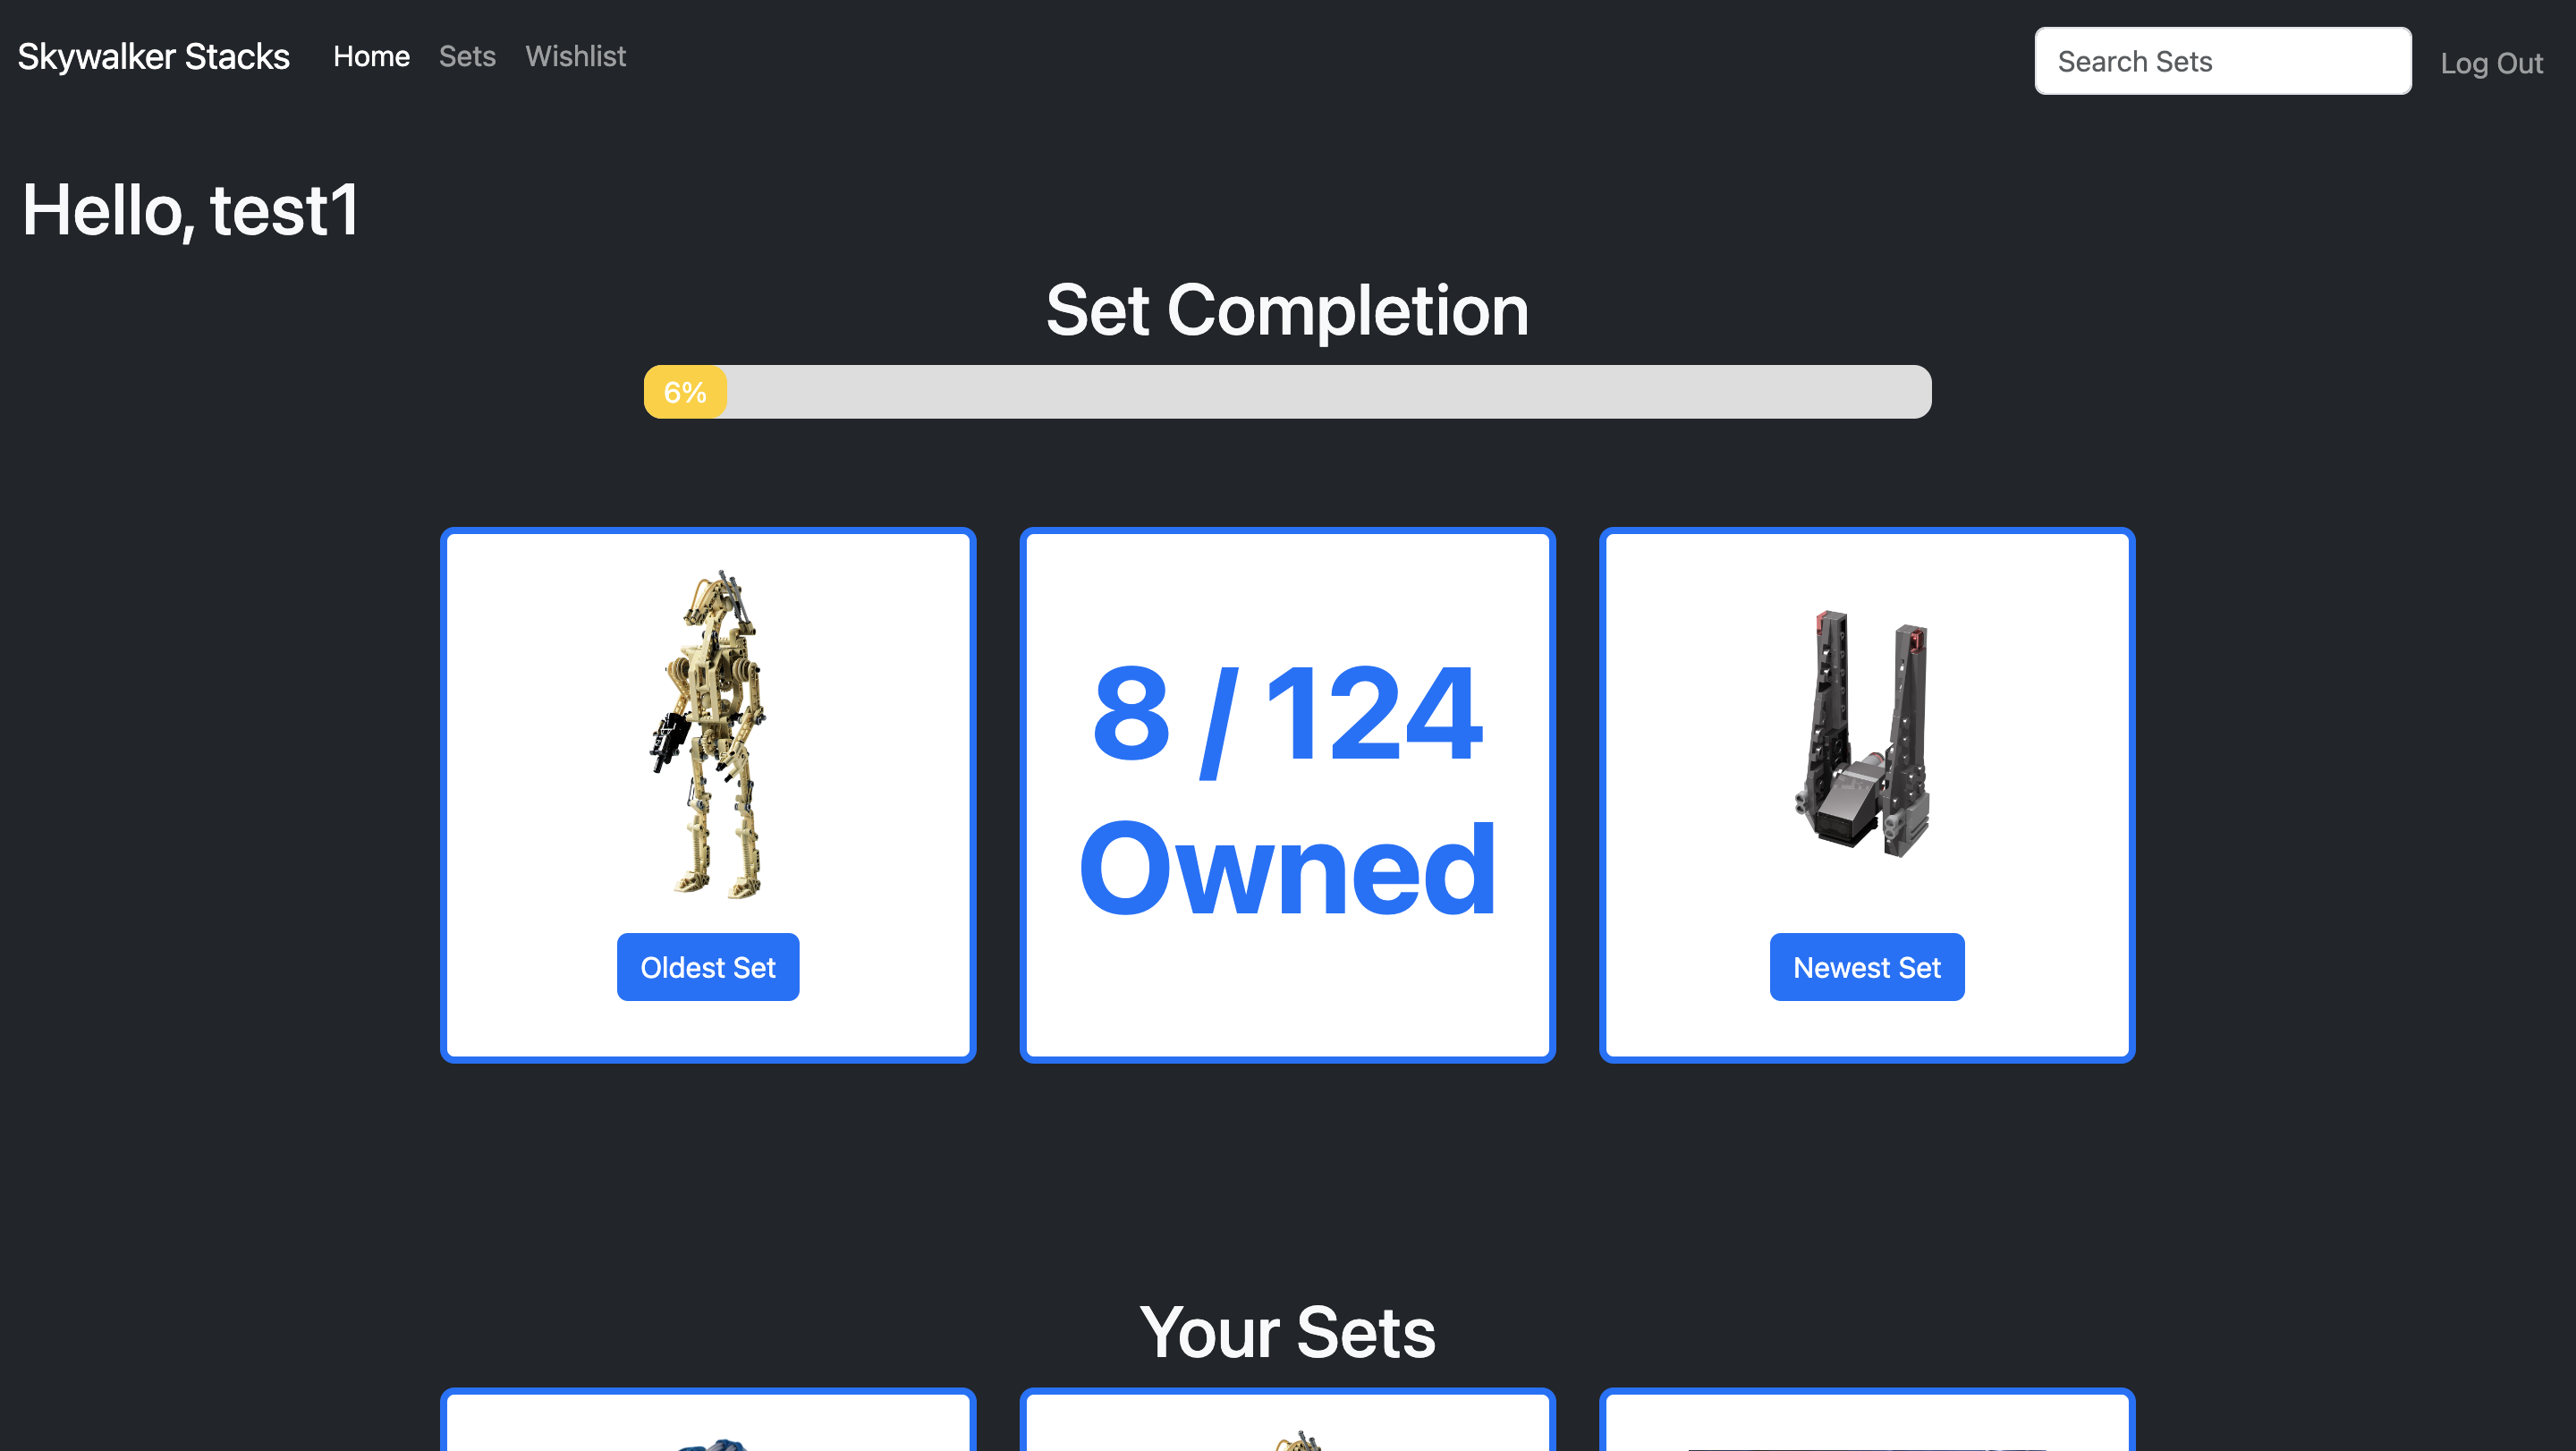 Skywalker Stacks Home Sets Wishlist Search Sets Log Out
Hello, test1
Set Completion
6%
8 / 124
Owned
Oldest Set
Newest Set
Your Sets